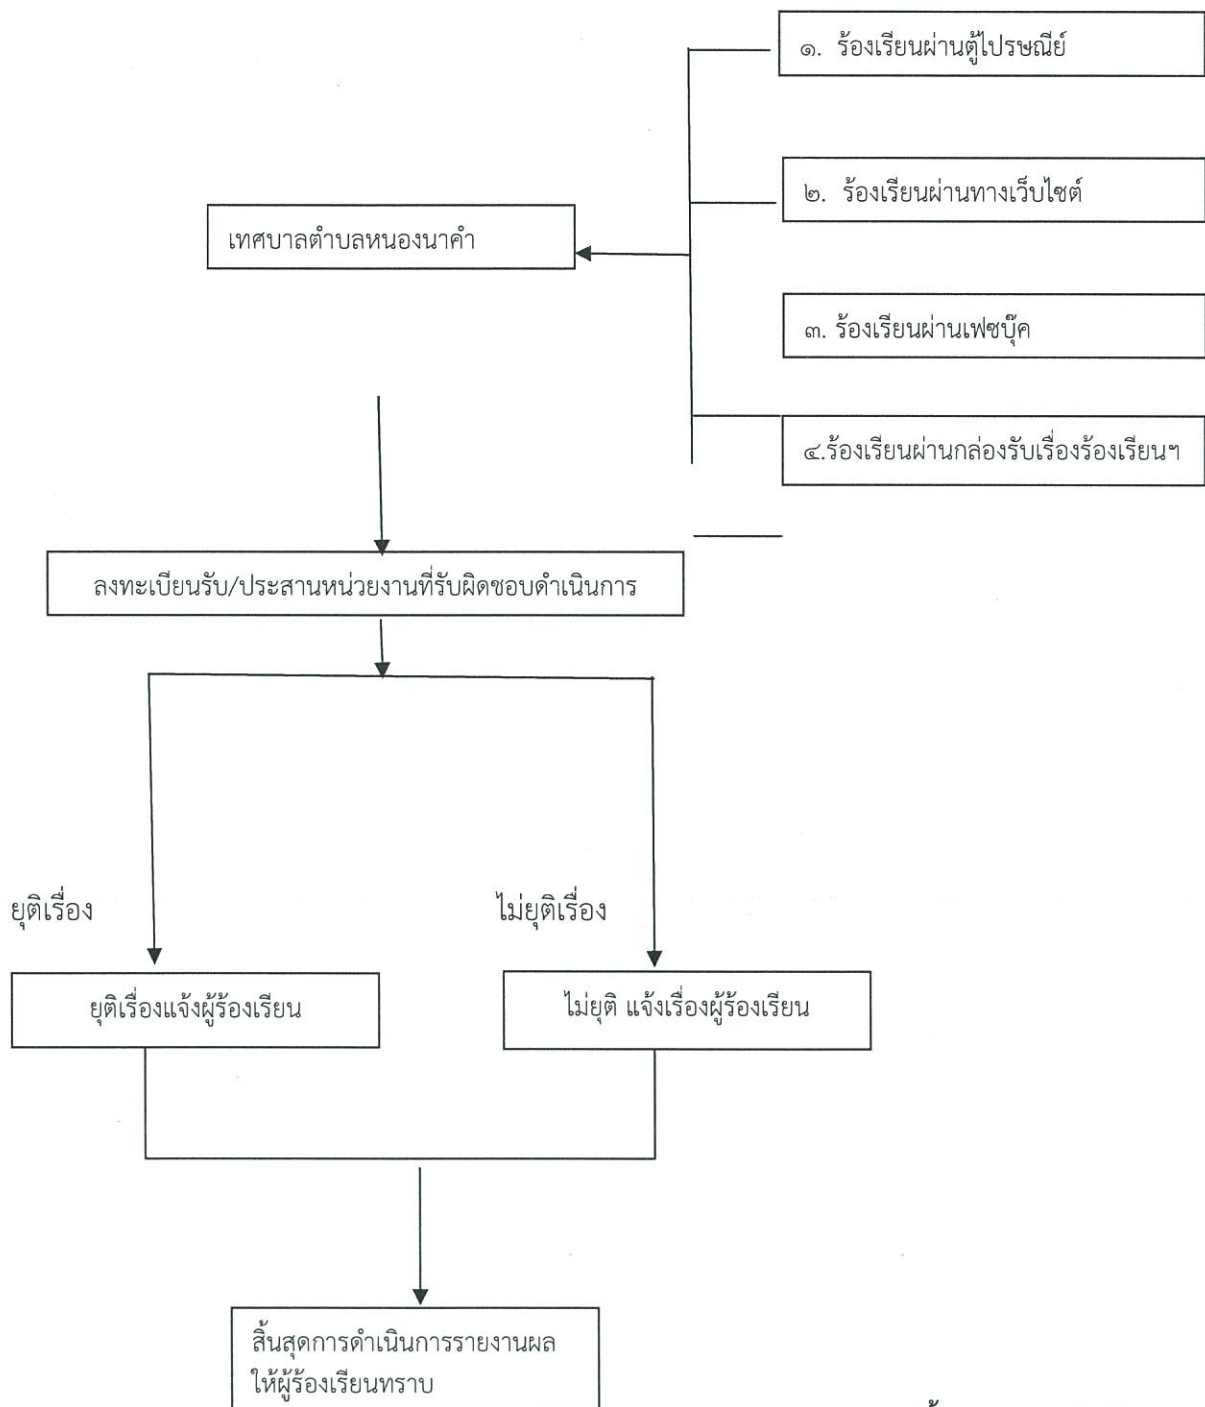 ๑. ร้องเรียนผ่านตู้ไปรษณีย์
๒. ร้องเรียนผ่านทางเว็บไซต์
เทศบาลตำบลหนองนาคำ
๓. ร้องเรียนผ่านเฟซบุ๊ค
๔.ร้องเรียนผ่านกล่องรับเรื่องร้องเรียนฯ
ลงทะเบียนรับ/ประสานหน่วยงานที่รับผิดชอบดำเนินการ
ยุติเรื่อง
ไม่ยุติเรื่อง
ยุติเรื่องแจ้งผู้ร้องเรียน
ไม่ยุติ แจ้งเรื่องผู้ร้องเรียน
สิ้นสุดการดำเนินการรายงานผล
ให้ผู้ร้องเรียนทราบ